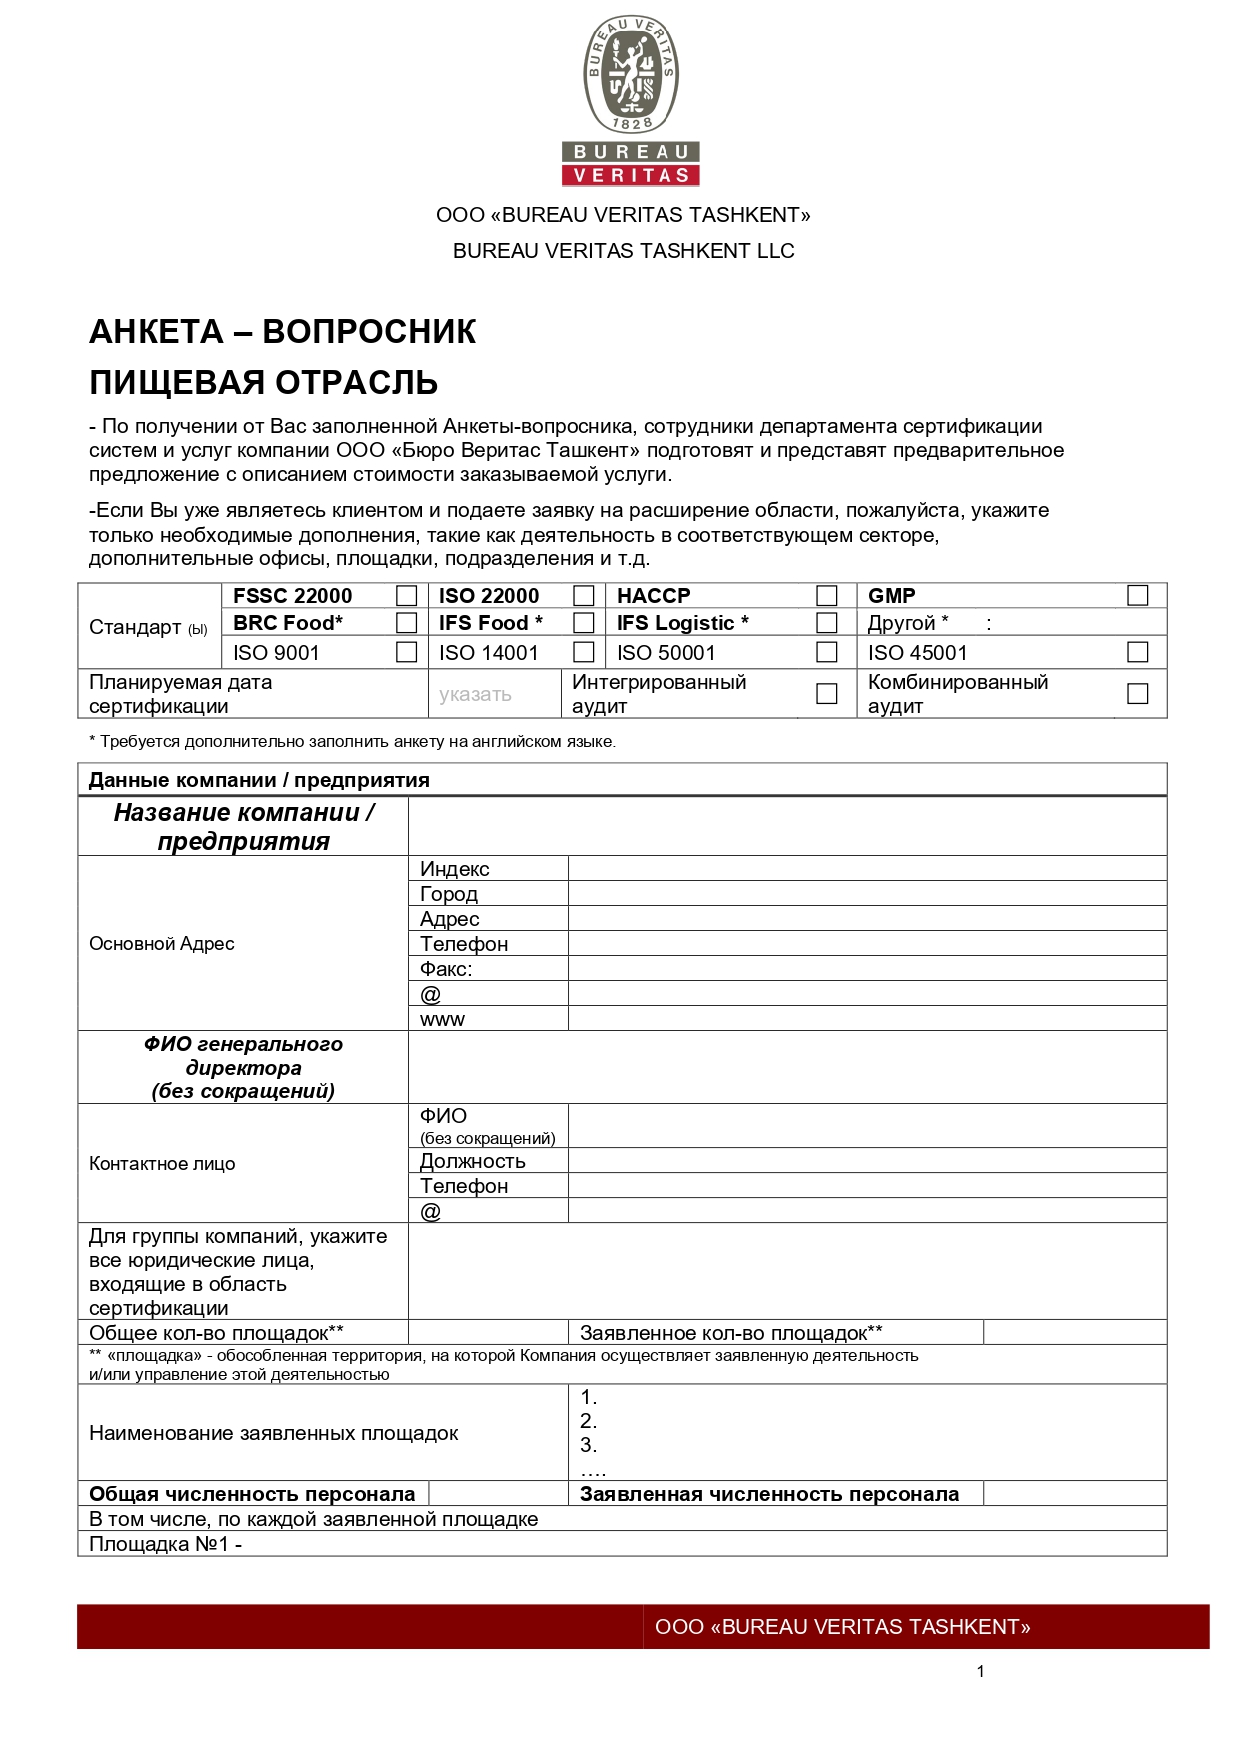 BUREAU VERITAS
1828
BUREAU
VERITAS
ООО «BUREAU VERITAS TASHKENT»
BUREAU VERITAS TASHKENT LLC
АНКЕТА – ВОПРОСНИК
ПИЩЕВАЯ ОТРАСЛЬ
- По получении от Вас заполненной Анкеты-вопросника, сотрудники департамента сертификации
систем и услуг компании ООО «Бюро Веритас Ташкент» подготовят и представят предварительное
предложение с описанием стоимости заказываемой услуги.
-Если Вы уже являетесь клиентом и подаете заявку на расширение области, пожалуйста, укажите
только необходимые дополнения, такие как деятельность в соответствующем секторе,
дополнительные офисы, площадки, подразделения и т.д.
Стандарт (Ы)
FSSC 22000 ☐ ISO 22000 ☐ HACCP ☐ GMP ☐
BRC Food* ☐ IFS Food * ☐ IFS Logistic * ☐ Другой * :
ISO 9001 ☐ ISO 14001 ☐ ISO 50001 ☐ ISO 45001 ☐
Планируемая дата
сертификации
указать
Интегрированный
аудит ☐
Комбинированный
аудит ☐
* Требуется дополнительно заполнить анкету на английском языке.
Данные компании / предприятия
Название компании /
предприятия
Основной Адрес
Индекс
Город
Адрес
Телефон
Факс:
@
www
ФИО генерального
директора
(без сокращений)
Контактное лицо
ФИО
(без сокращений)
Должность
Телефон
@
Для группы компаний, укажите
все юридические лица,
входящие в область
сертификации
Общее кол-во площадок** Заявленное кол-во площадок**
** «площадка» - обособленная территория, на которой Компания осуществляет заявленную деятельность
и/или управление этой деятельностью
Наименование заявленных площадок
1.
2.
3.
….
Общая численность персонала Заявленная численность персонала
В том числе, по каждой заявленной площадке
Площадка №1 -
ООО «BUREAU VERITAS TASHKENT»
1